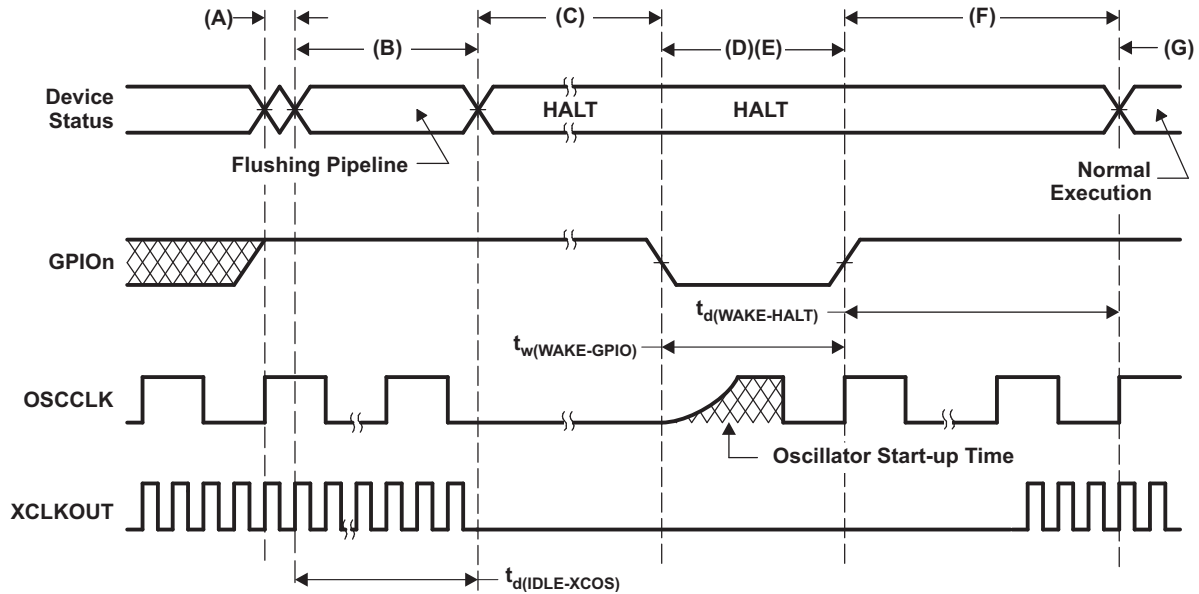 (A)
(C)
(F)
(B)
(D)(E)
(G)
Device
Status
HALT
HALT
Flushing Pipeline
Normal
Execution
GPIOn
td(WAKE-HALT)
tw(WAKE-GPIO)
OSCCLK
Oscillator Start-up Time
XCLKOUT
td(IDLE-XCOS)